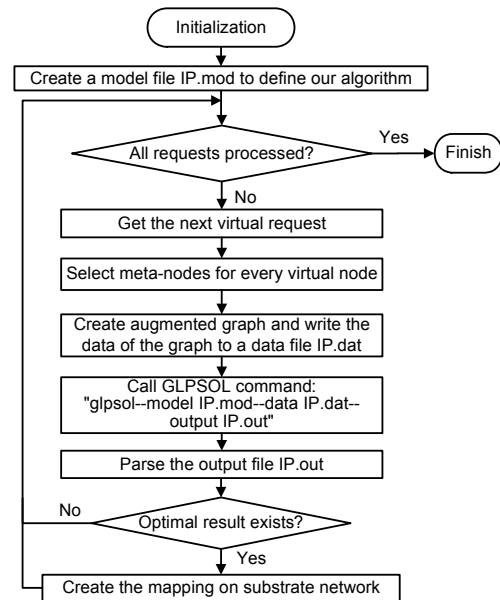 Initialization
Create a model file IP.mod to define our algorithm
All requests processed?
Yes
Finish
No
Get the next virtual request
Select meta-nodes for every virtual node
Create augmented graph and write the
data of the graph to a data file IP.dat
Call GLPSOL command:
"glpsol--model IP.mod--data IP.dat--
output IP.out"
Parse the output file IP.out
No
Optimal result exists?
Yes
Create the mapping on substrate network